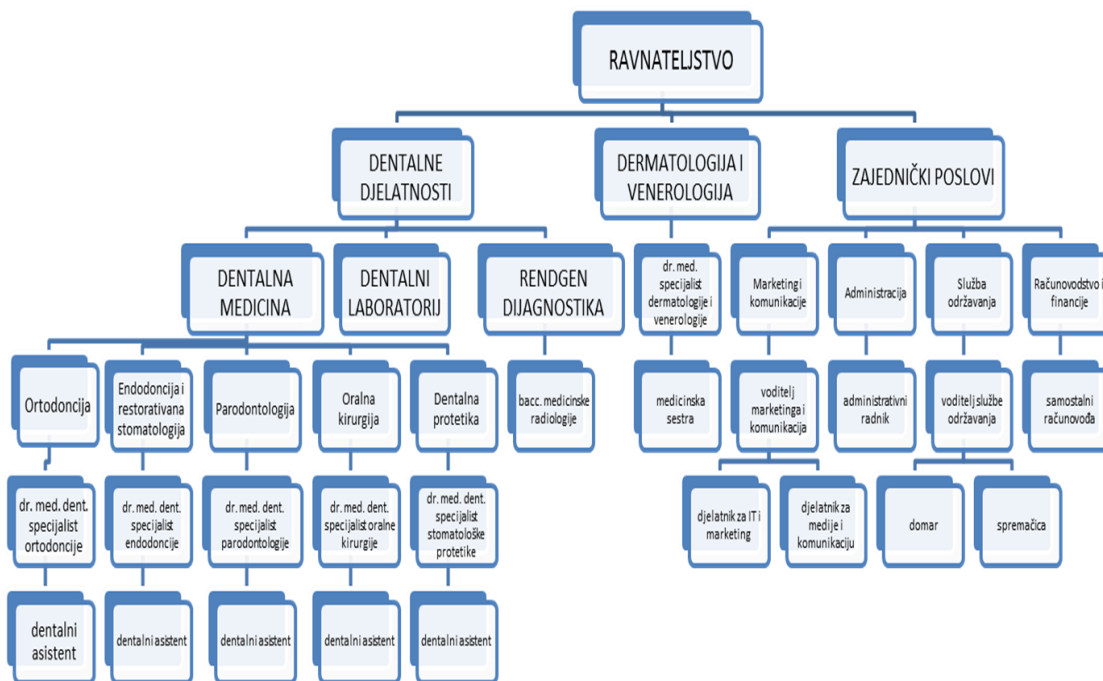 RAVNATELJSTVO
DENTALNE
DJELATNOSTI
DERMATOLOGIJA I
VENEROLOGIJA
ZAJEDNIČKI POSLOVI
DENTALNA
MEDICINA
DENTALNI
LABORATORIJ
RENDGEN
DIJAGNOSTIKA
dr. med.
specijalist
dermatologije i
venerologije
Marketing i
komunikacije
Administracija
Služba
održavanja
Računovodstvo i
financije
Ortodoncija
Endodoncija i
restorativana
stomatologija
Parodontologija
Oralna
kirurgija
Dentalna
protetika
bacc. medicinske
radiologije
medicinska
sestra
voditelj
marketinga i
komunikacija
administrativni
radnik
voditelj službe
održavanja
samostalni
računovođa
dr. med. dent.
specijalist
ortodoncije
dr. med. dent.
specijalist
endodoncije
dr. med. dent.
specijalist
parodontologije
dr. med. dent.
specijalist oralne
kirurgije
dr. med. dent.
specijalist
stomatološke
protetike
djelatnik za IT i
marketing
djelatnik za
medije i
komunikaciju
domar
spremačica
dentalni
asistent
dentalni asistent
dentalni asistent
dentalni asistent
dentalni asistent